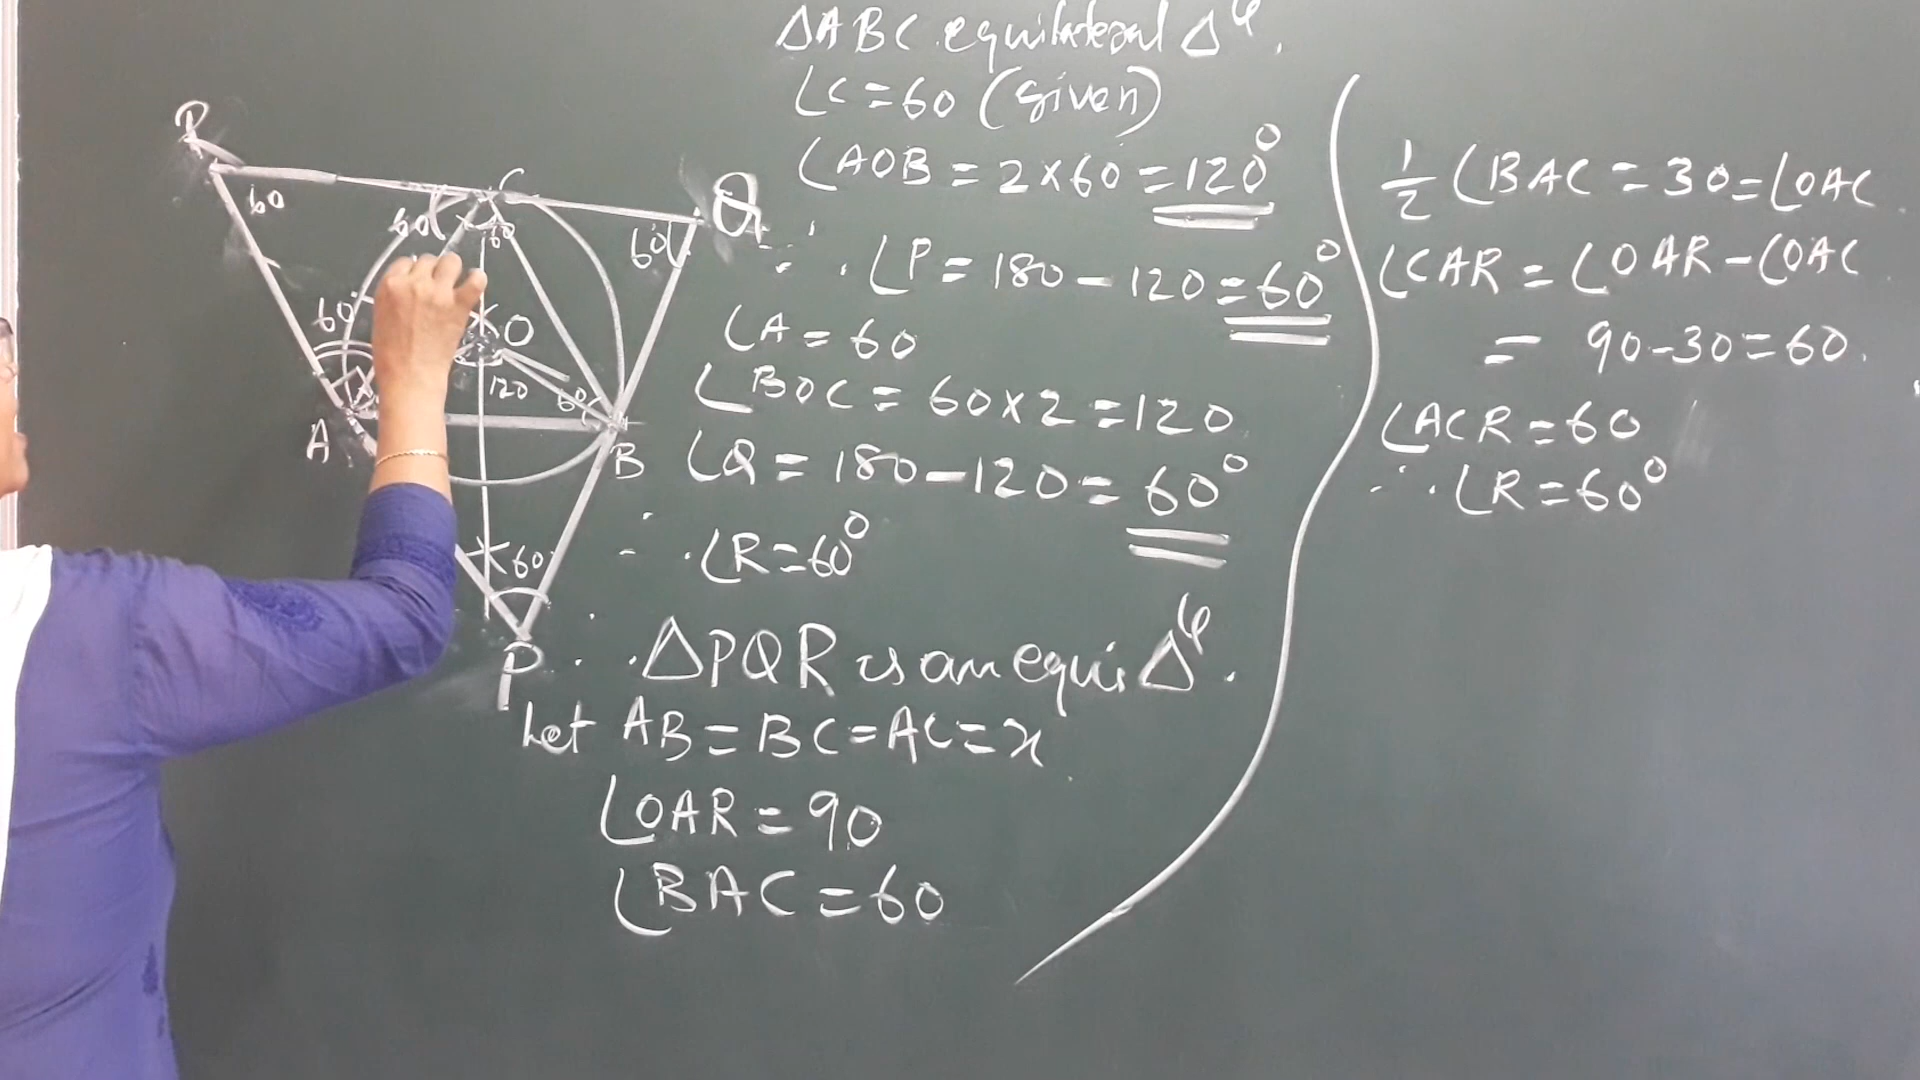 ΔABC equilateral Δle.
∠C = 60 (given)
∠AOB = 2×60 = 120°
∴ ∠P = 180 - 120 = 60°
∠A = 60
∠BOC = 60×2 = 120
∠Q = 180 - 120 = 60°
∴ ∠R = 60°
∴ ΔPQR is an equi Δle.
Let AB = BC = AC = x
∠OAR = 90
∠BAC = 60
1/2 ∠BAC = 30 = ∠OAC
∠CAR = ∠OAR - ∠OAC
= 90 - 30 = 60.
∠ACR = 60
∴ ∠R = 60°
R
60
C
Q
60
60
60
60
O
120
60
A
B
60
P